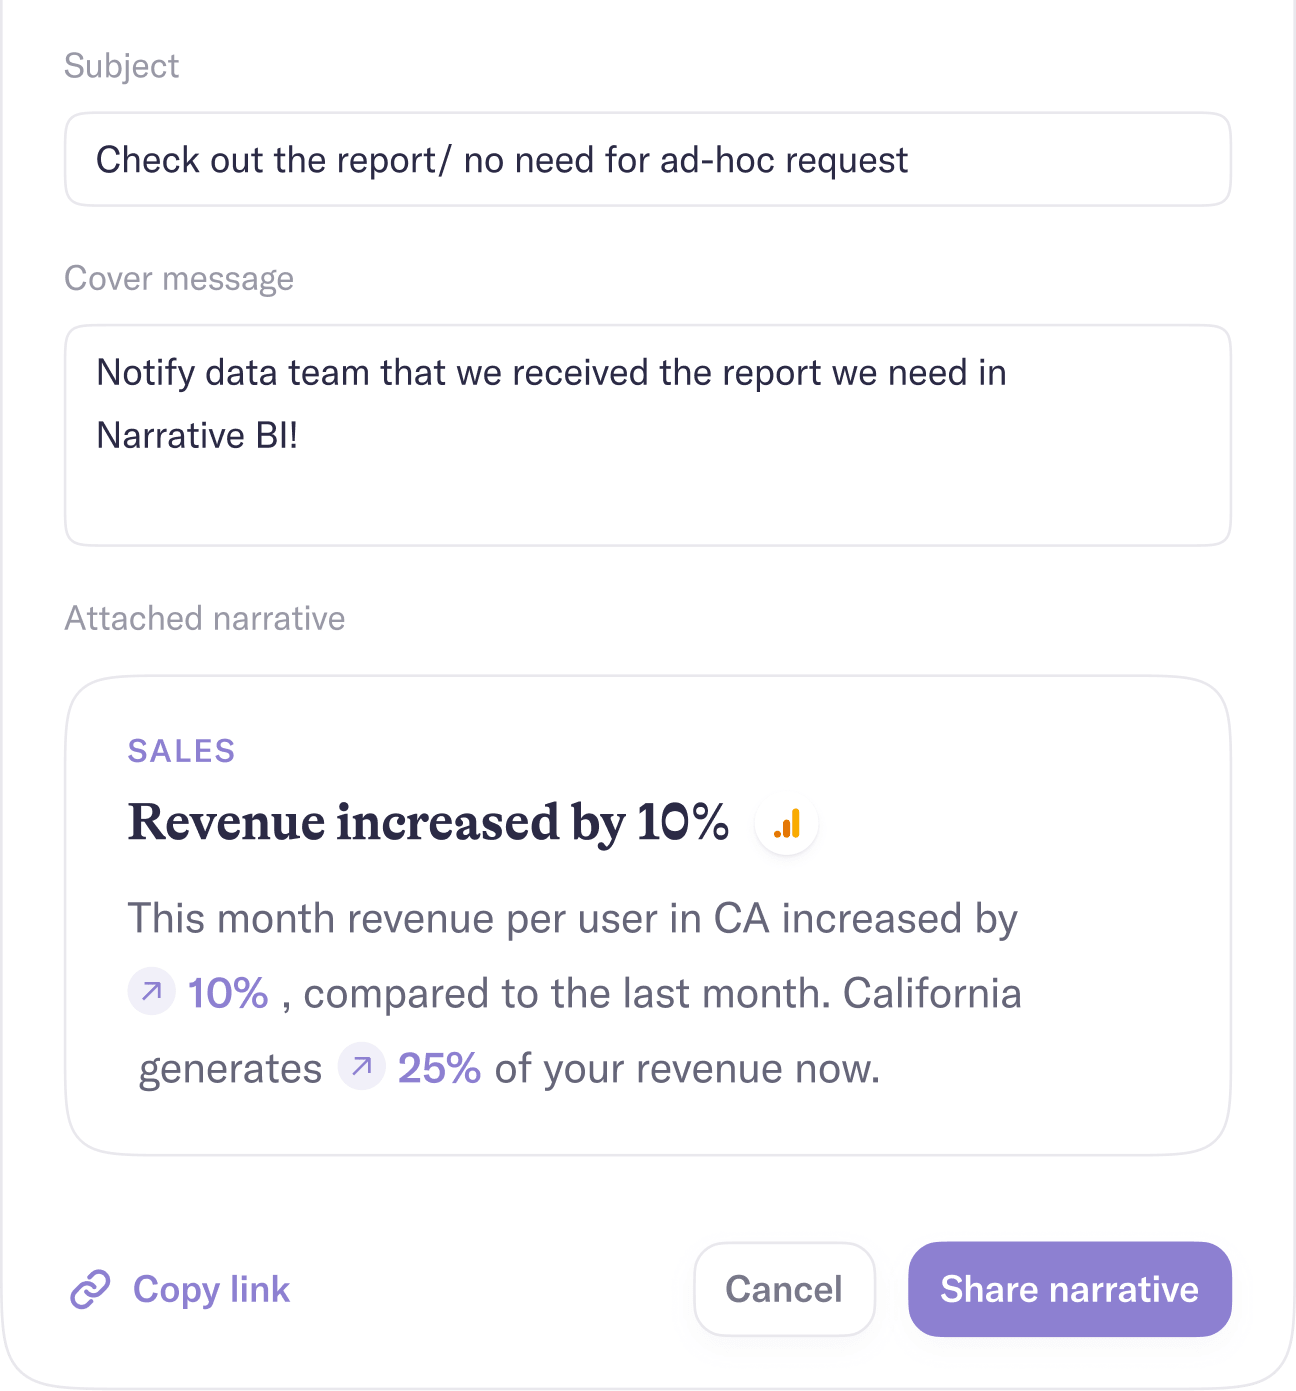 Subject
Check out the report/ no need for ad-hoc request
Cover message
Notify data team that we received the report we need in
Narrative BI!
Attached narrative
SALES
Revenue increased by 10%
This month revenue per user in CA increased by
10% , compared to the last month. California
generates 25% of your revenue now.
Copy link
Cancel
Share narrative